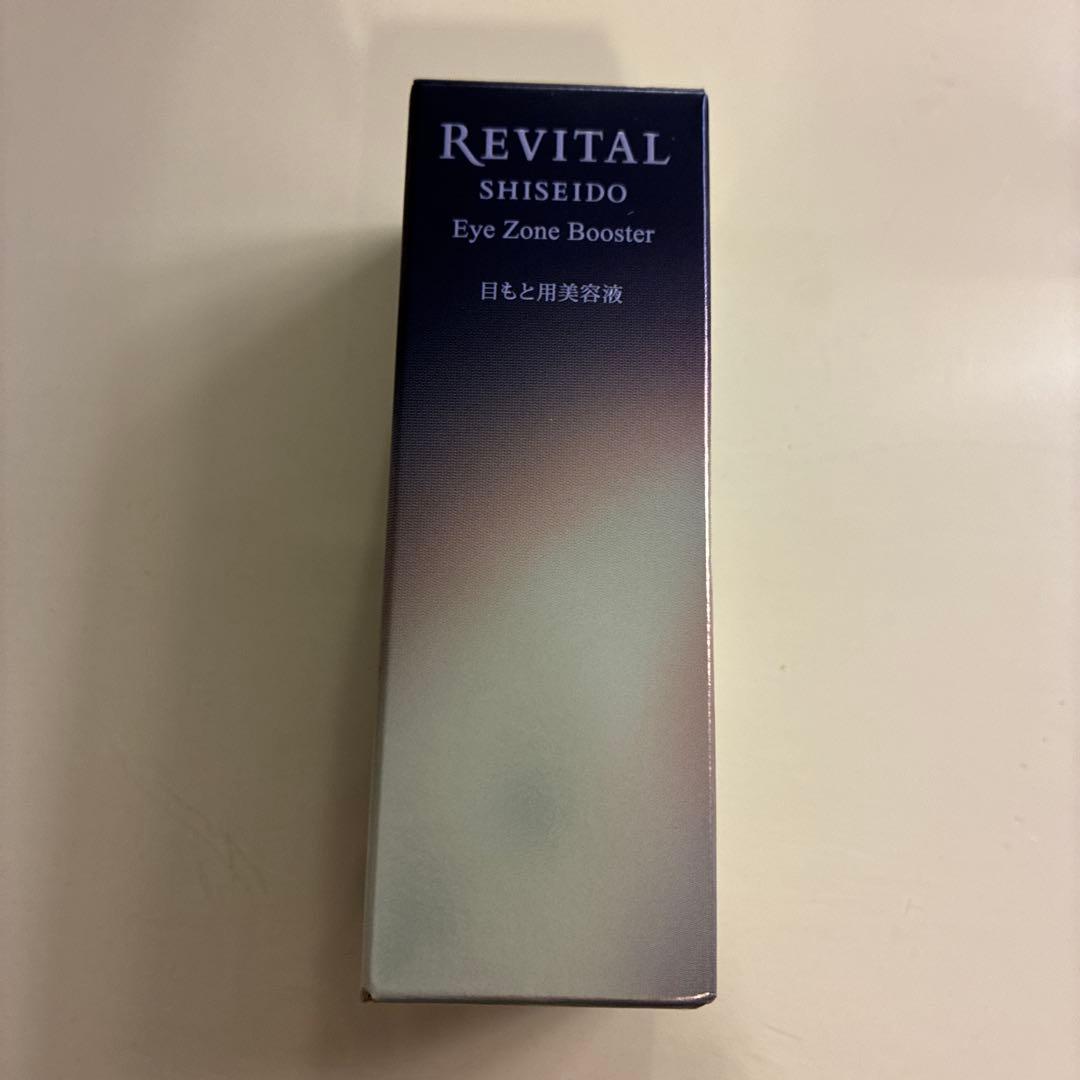 REVITAL
SHISEIDO
Eye Zone Booster
目もと用美容液